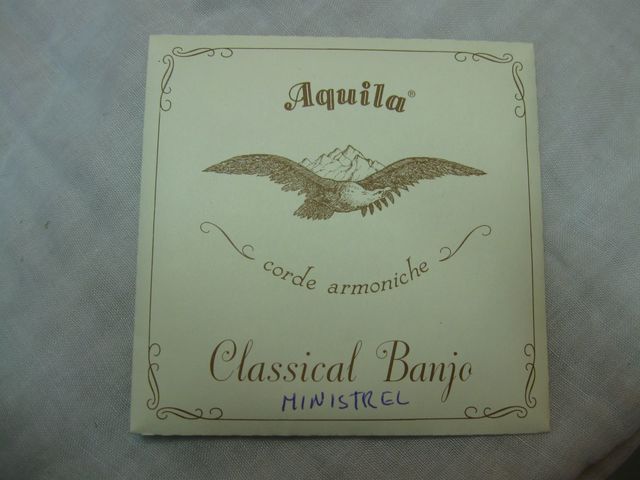 Aquila®
corde armoniche
Classical Banjo
MINISTREL